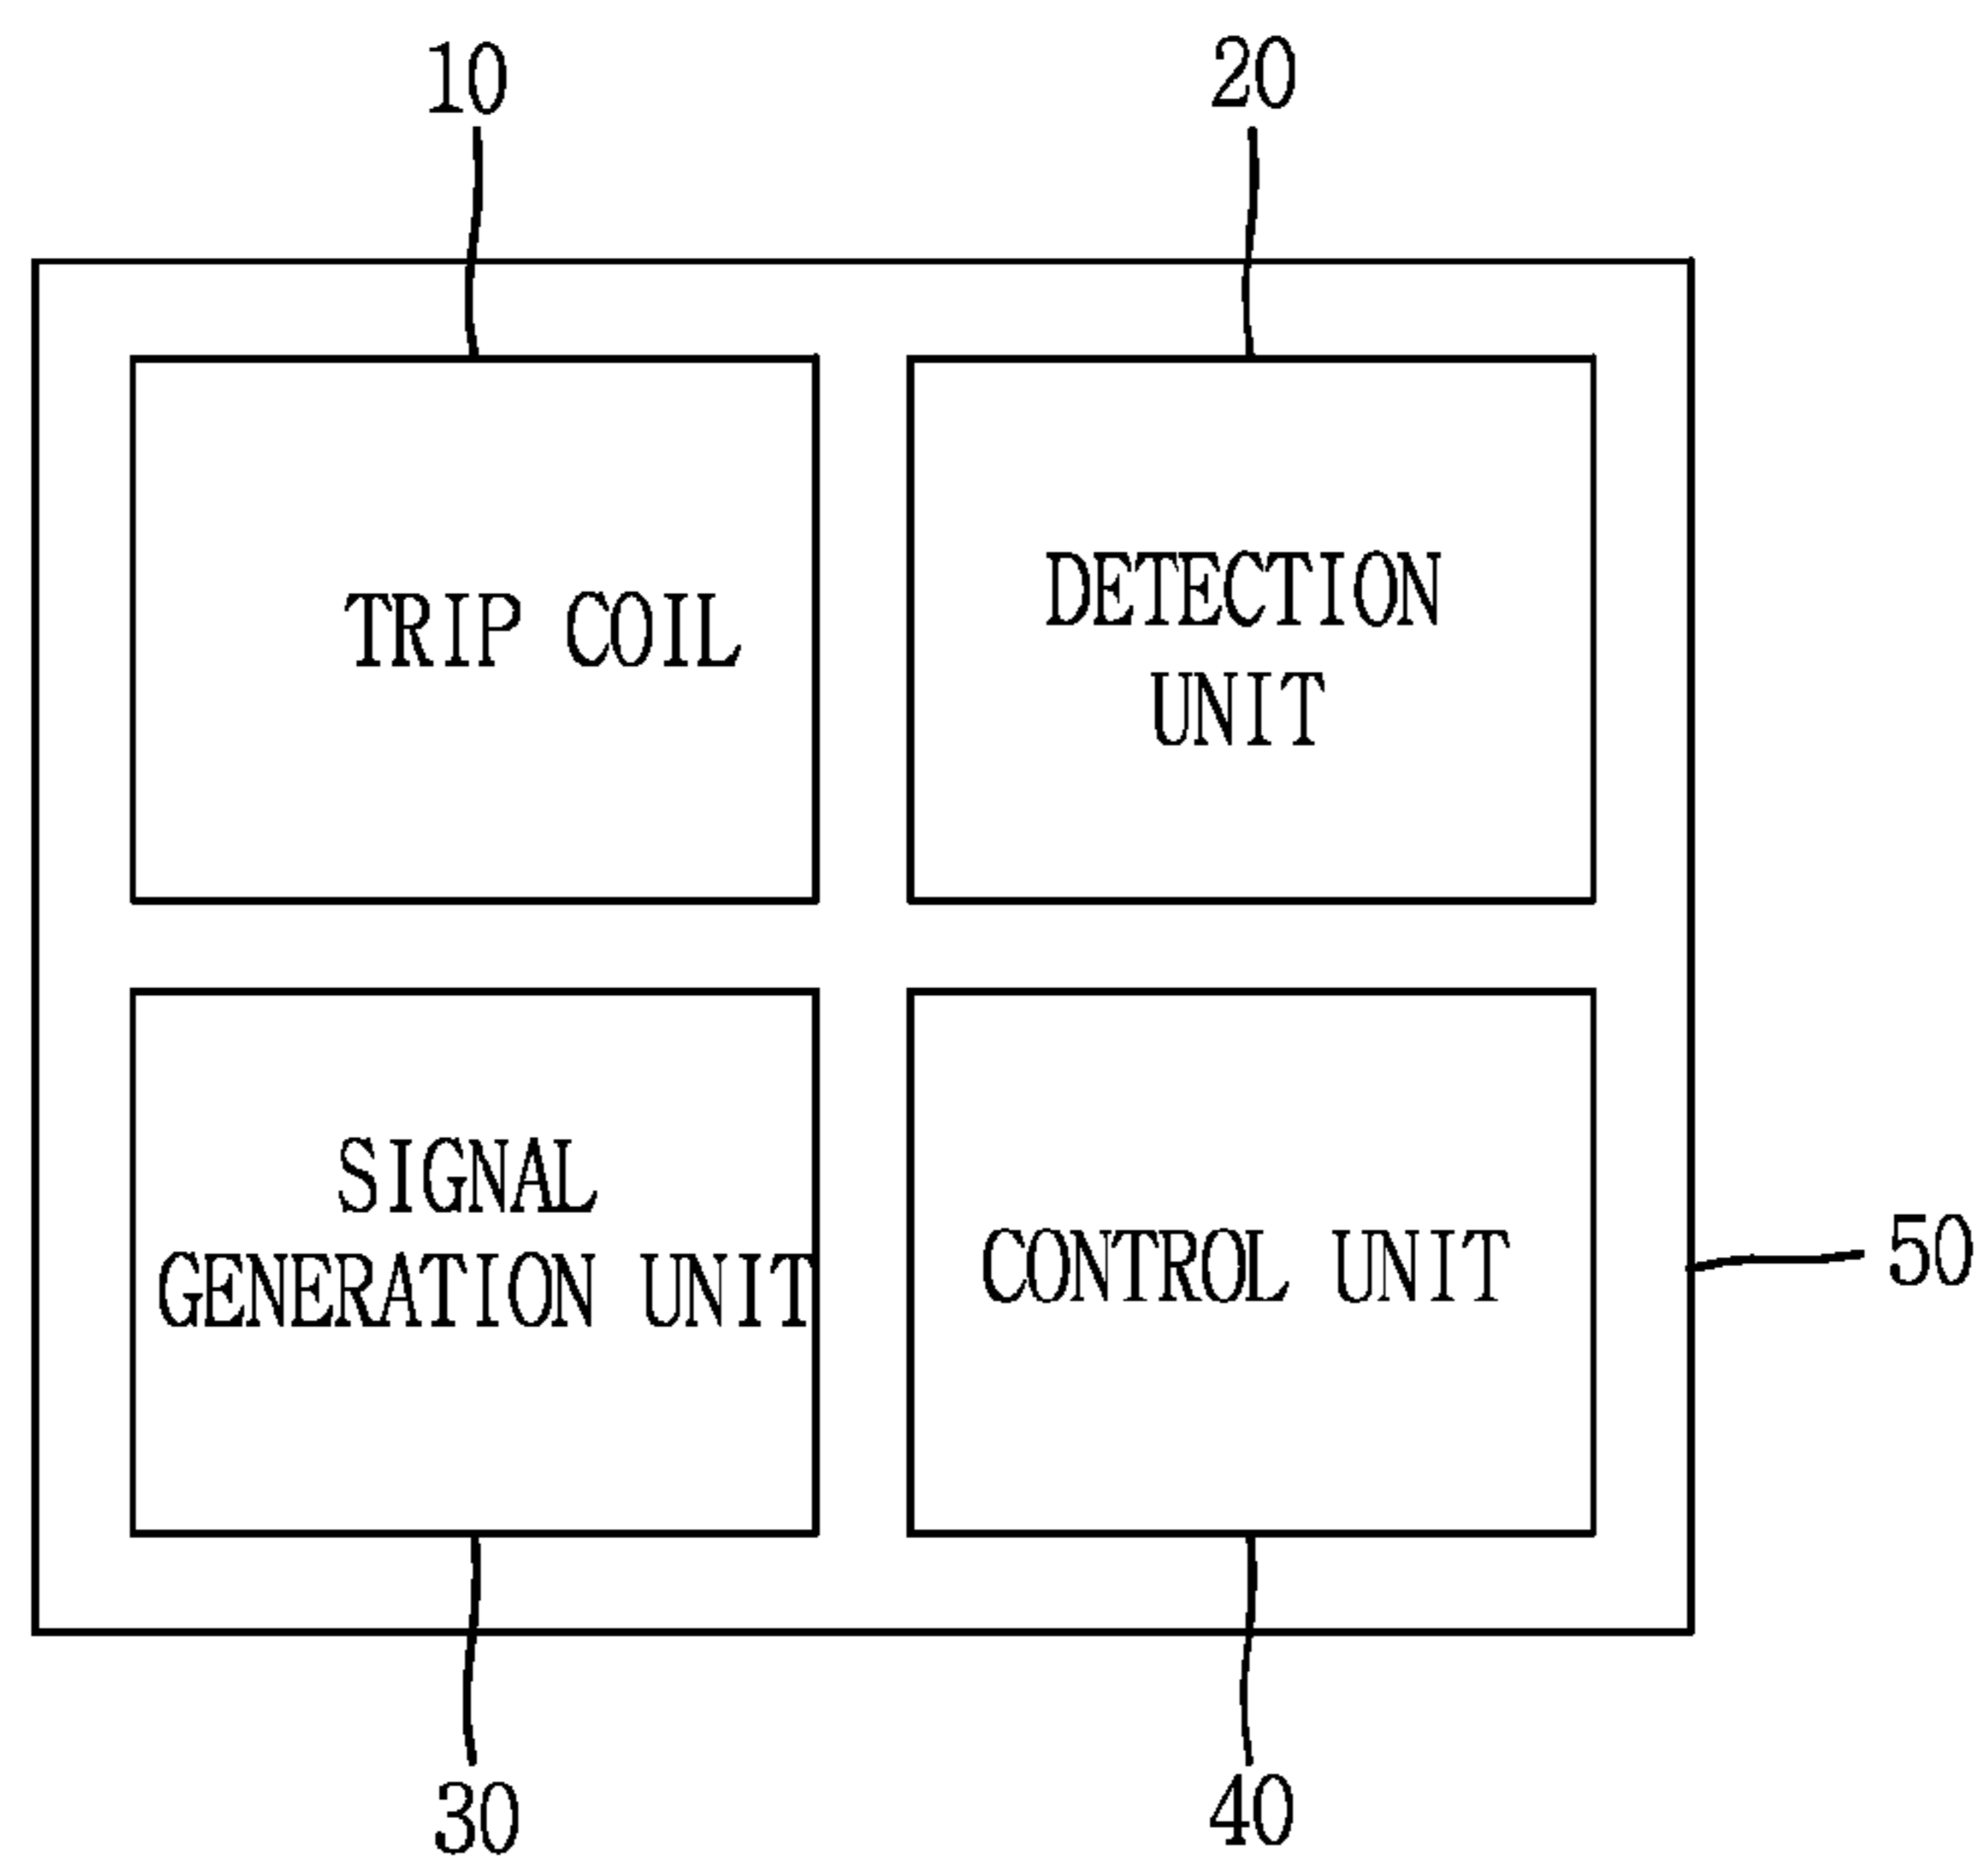 10
20
TRIP COIL
DETECTION
UNIT
SIGNAL
GENERATION UNIT
CONTROL UNIT
50
30
40